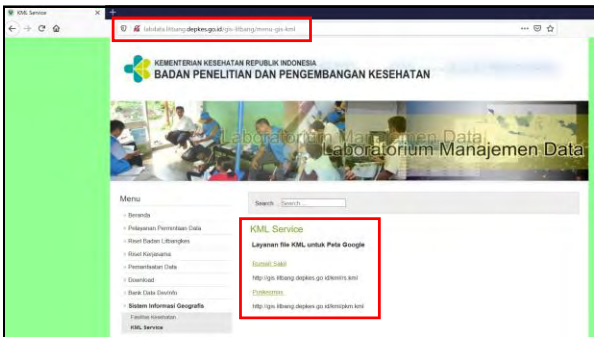 KML Service
labdata.litbang.depkes.go.id/gis-litbang/menu-gis-kml
KEMENTERIAN KESEHATAN REPUBLIK INDONESIA
BADAN PENELITIAN DAN PENGEMBANGAN KESEHATAN
Laboratorium Manajemen Data
Laboratorium Manajemen Data
Menu
Search ... Search ...
Beranda
Pelayanan Permintaan Data
Riset Badan Litbangkes
Riset Kerjasama
Pemanfaatan Data
Download
Bank Data DevInfo
Sistem Informasi Geografis
Fasilitas Kesehatan
KML Service
KML Service
Layanan file KML untuk Peta Google
Rumah Sakit
http://gis.litbang.depkes.go.id/kml/rs.kml
Puskesmas
http://gis.litbang.depkes.go.id/kml/pkm.kml